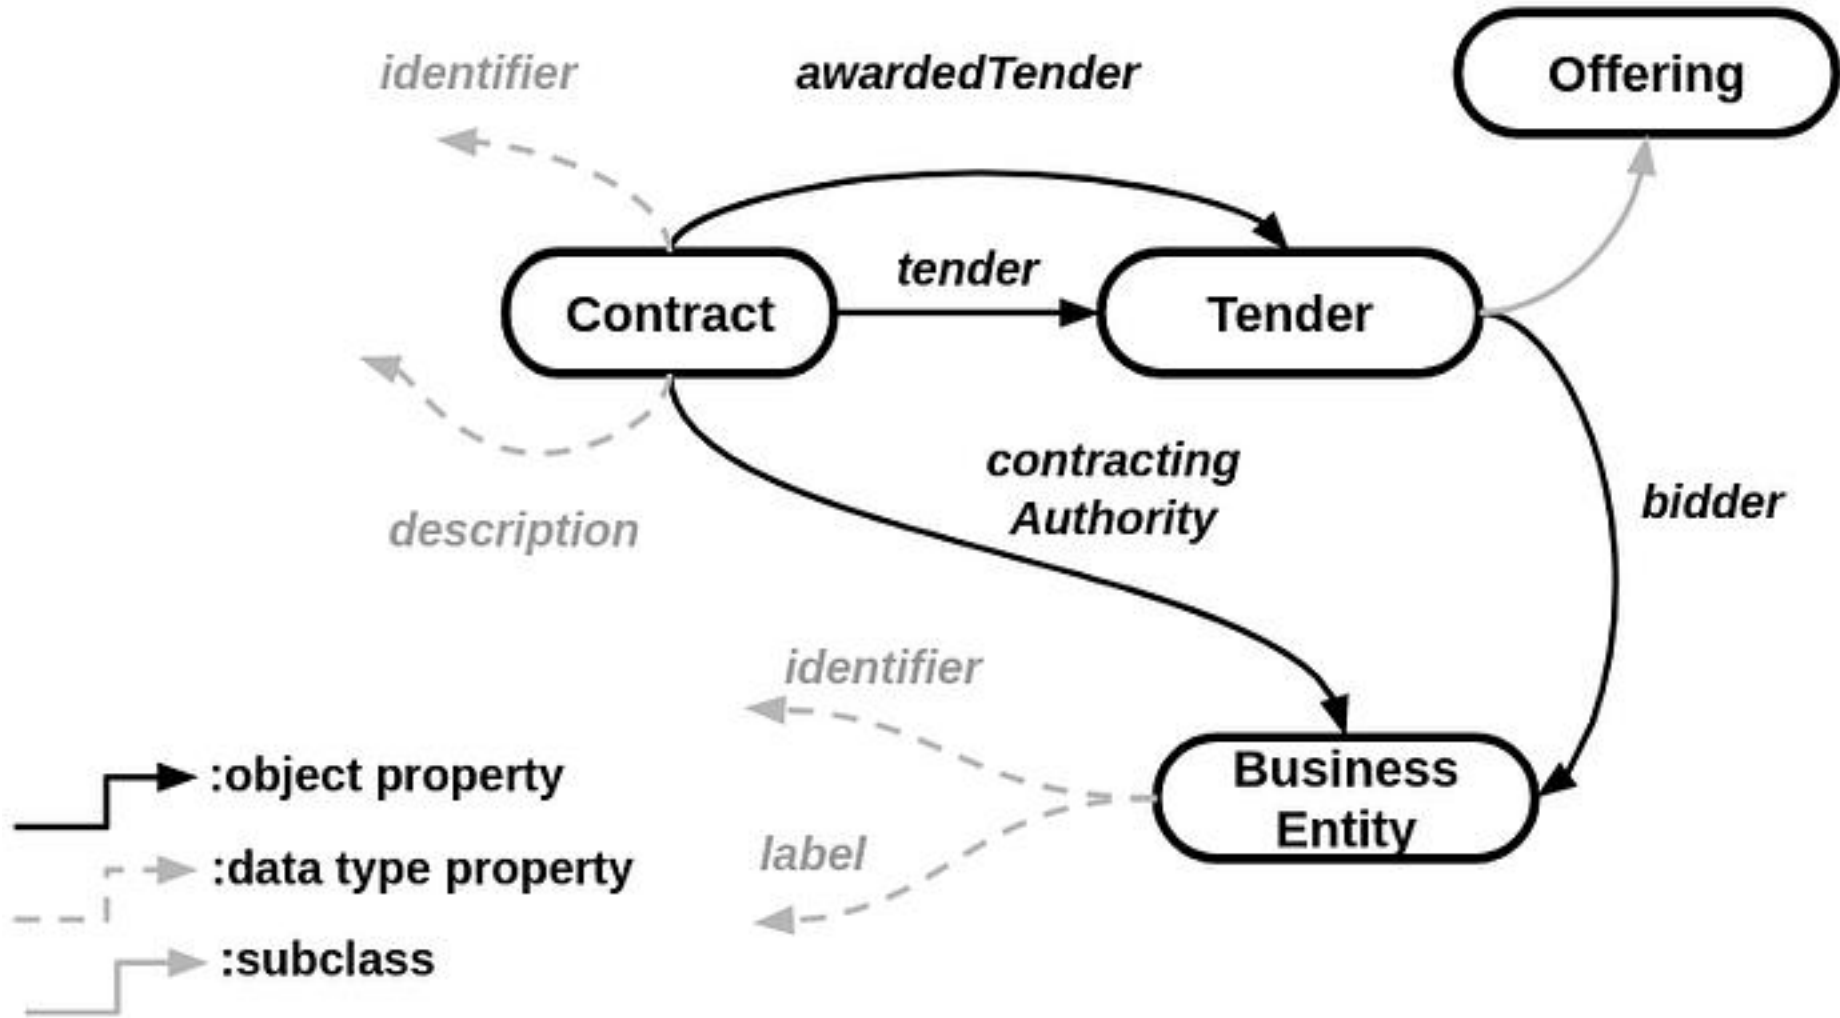 identifier
awardedTender
Offering
tender
Contract
Tender
contracting
Authority
bidder
description
identifier
Business
Entity
label
:object property
:data type property
:subclass